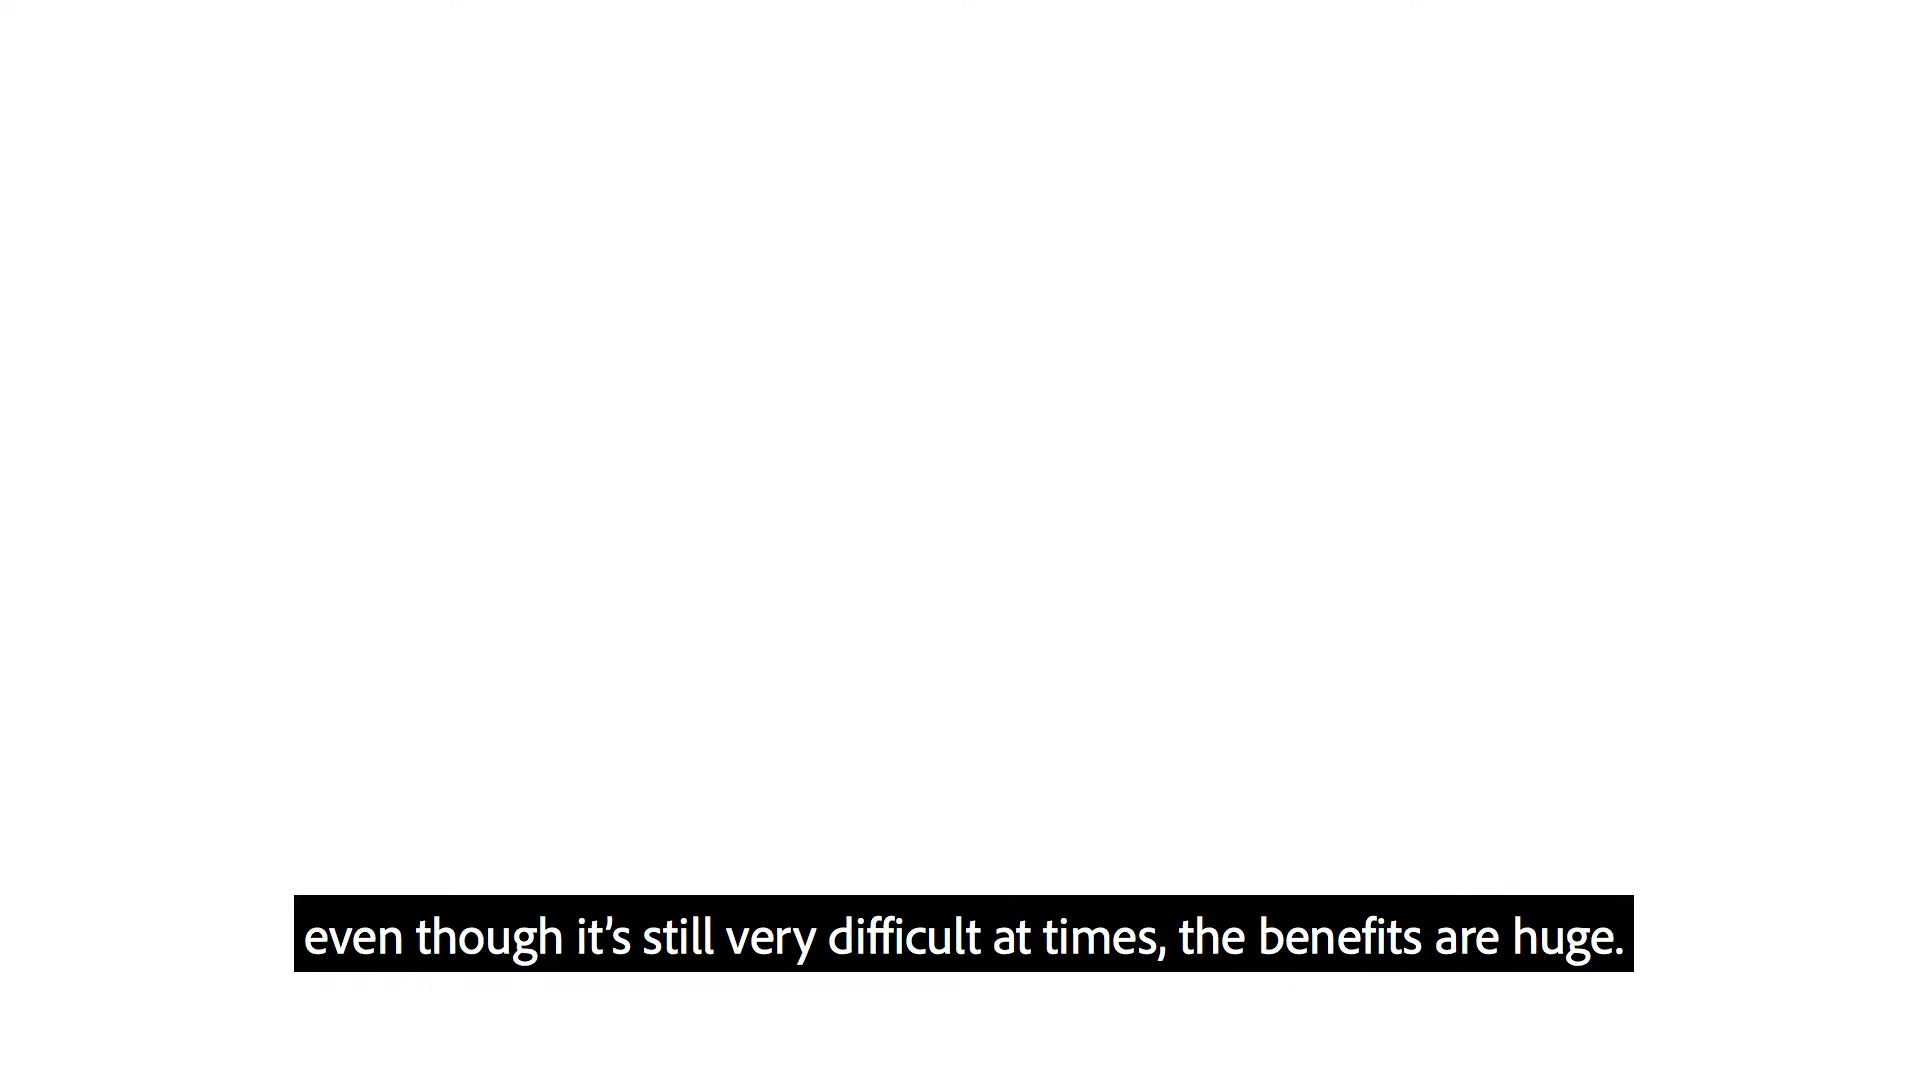 even though it’s still very difficult at times, the benefits are huge.